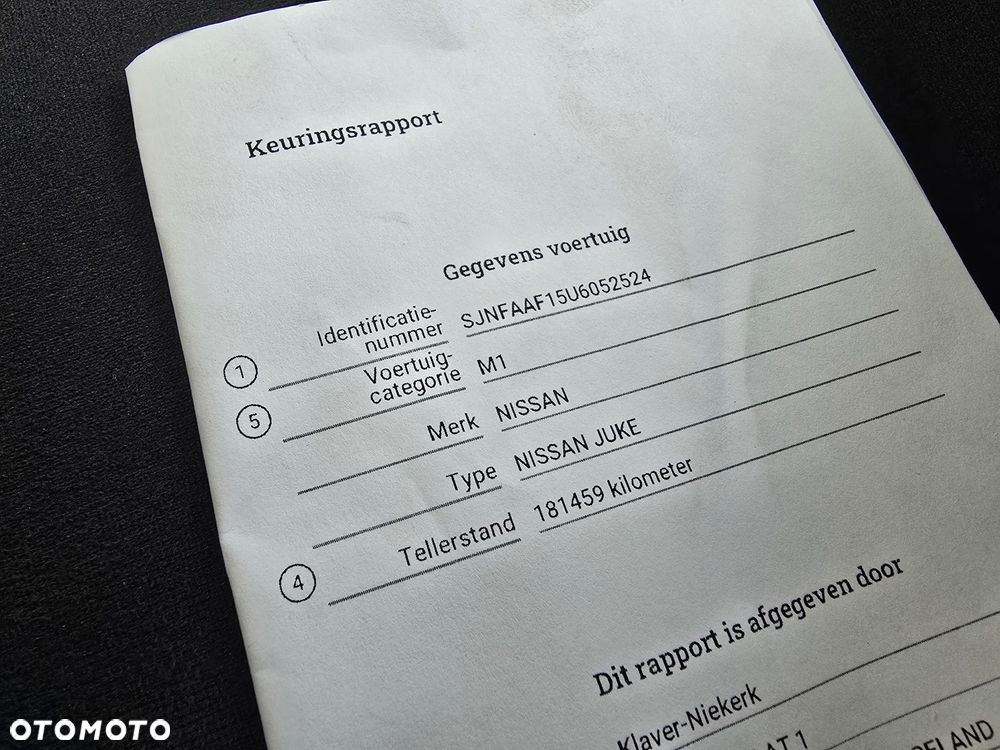 Keuringsrapport
Gegevens voertuig
Identificatie-
nummer SJNFAAF15U6052524
1
Voertuig-
categorie M1
5
Merk NISSAN
Type NISSAN JUKE
Tellerstand 181459 kilometer
4
Dit rapport is afgegeven door
Klaver-Niekerk
OTOMOTO